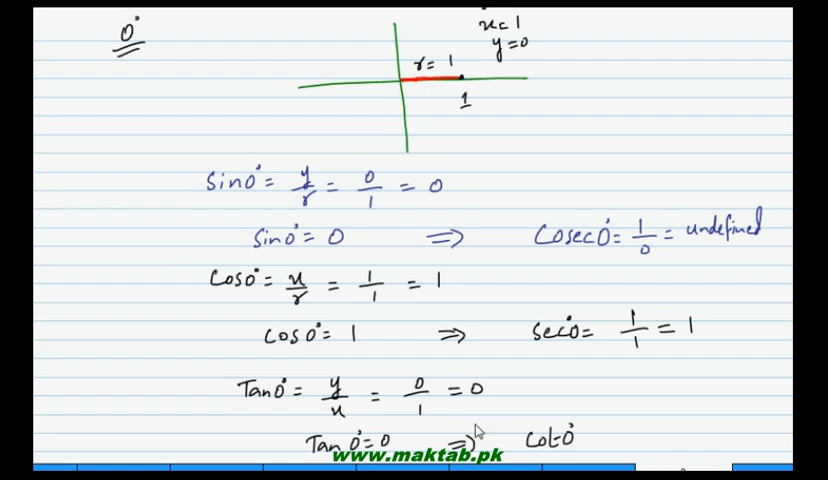 0°
x=1
y=0
r= 1
1
Sin0°= y/r = 0/1 = 0
Sin0°= 0 ⇒ Cosec0°= 1/0 = undefined
Cos0°= x/r = 1/1 = 1
Cos0°= 1 ⇒ Sec0°= 1/1 = 1
Tan0°= y/x = 0/1 = 0
Tan0°=0 ⇒ Cot0°
www.maktab.pk